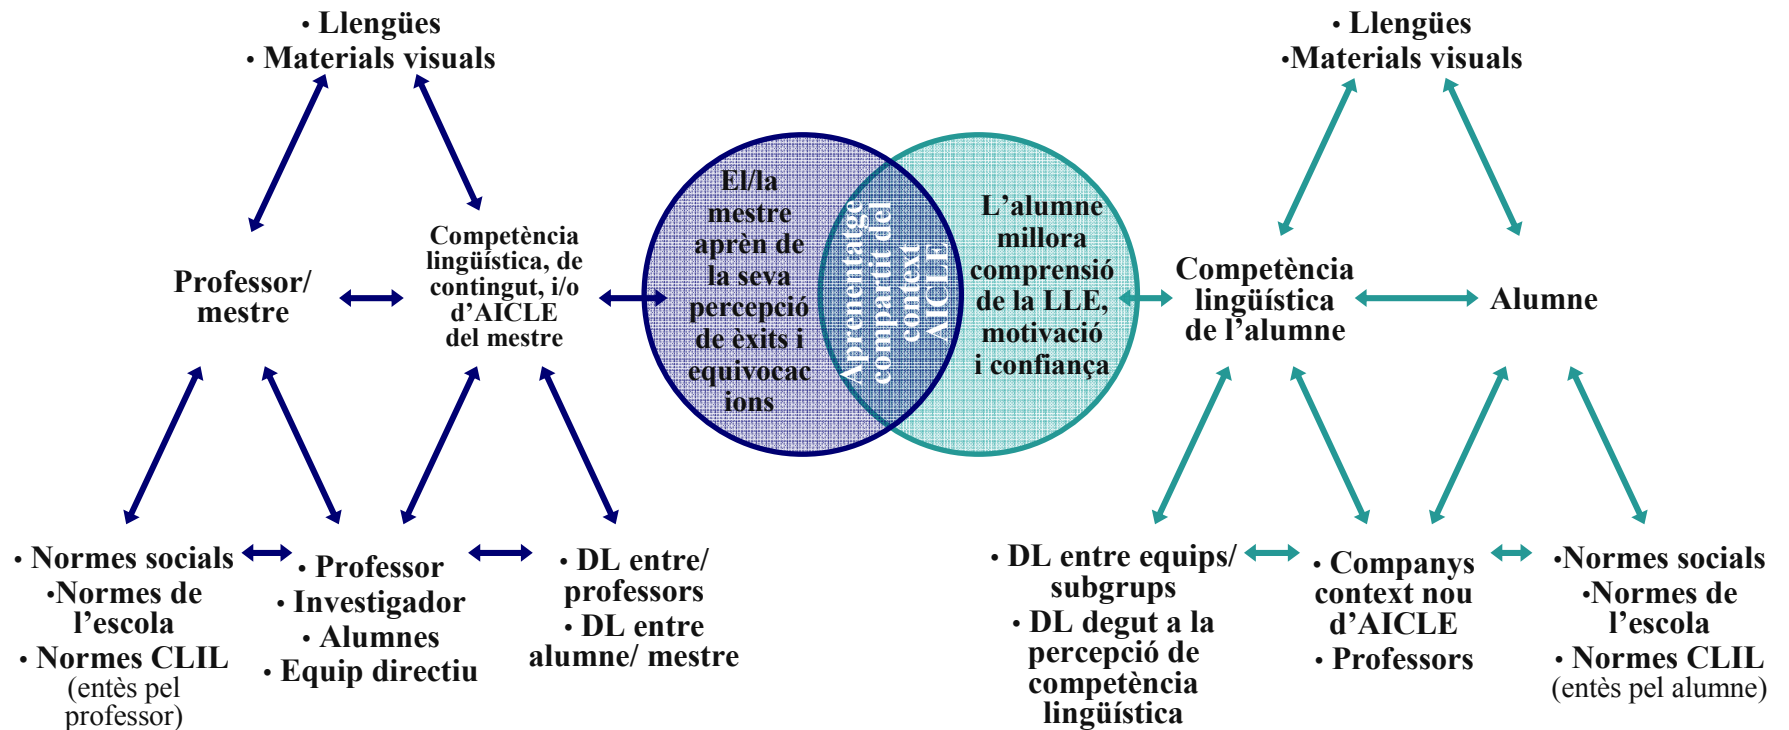 • Llengües
• Materials visuals
Professor/
mestre
Competència
lingüística, de
contingut, i/o
d’AICLE
del mestre
• Normes socials
•Normes de
l’escola
• Normes CLIL
(entès pel
professor)
• Professor
• Investigador
• Alumnes
• Equip directiu
• DL entre/
professors
• DL entre
alumne/ mestre
El/la
mestre
aprèn de
la seva
percepció
de èxits i
equivocac
ions
Aprenentatge
compartit del
context
AICLE
L’alumne
millora
comprensió
de la LLE,
motivació
i confiança
• Llengües
•Materials visuals
Competència
lingüística
de l’alumne
Alumne
• DL entre equips/
subgrups
• DL degut a la
percepció de
competència
lingüística
• Companys
context nou
d’AICLE
• Professors
•Normes socials
•Normes de
l’escola
• Normes CLIL
(entès pel alumne)